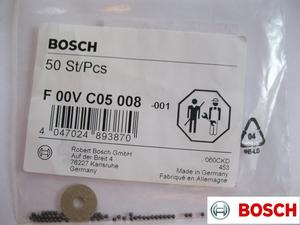 BOSCH
50 St/Pcs
F 00V C05 008 -001
4 047024 893870
Robert Bosch GmbH
Auf der Breit 4
76227 Karlsruhe
Germany
060CKD
453
Made in Germany
Fabriqué en Allemagne
04
BOSCH